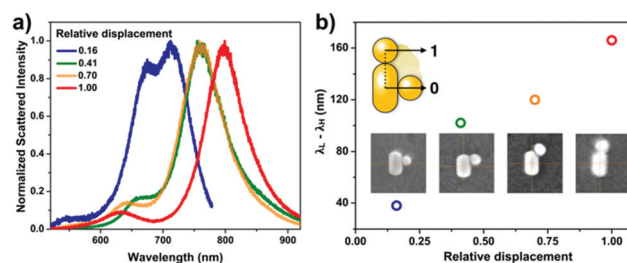 a)
Relative displacement
0.16
0.41
0.70
1.00
Normalized Scattered Intensity
1.0
0.8
0.6
0.4
0.2
0.0
600 700 800 900
Wavelength (nm)
b)
λL - λH (nm)
160
120
80
40
1
0
0.00 0.25 0.50 0.75 1.00
Relative displacement